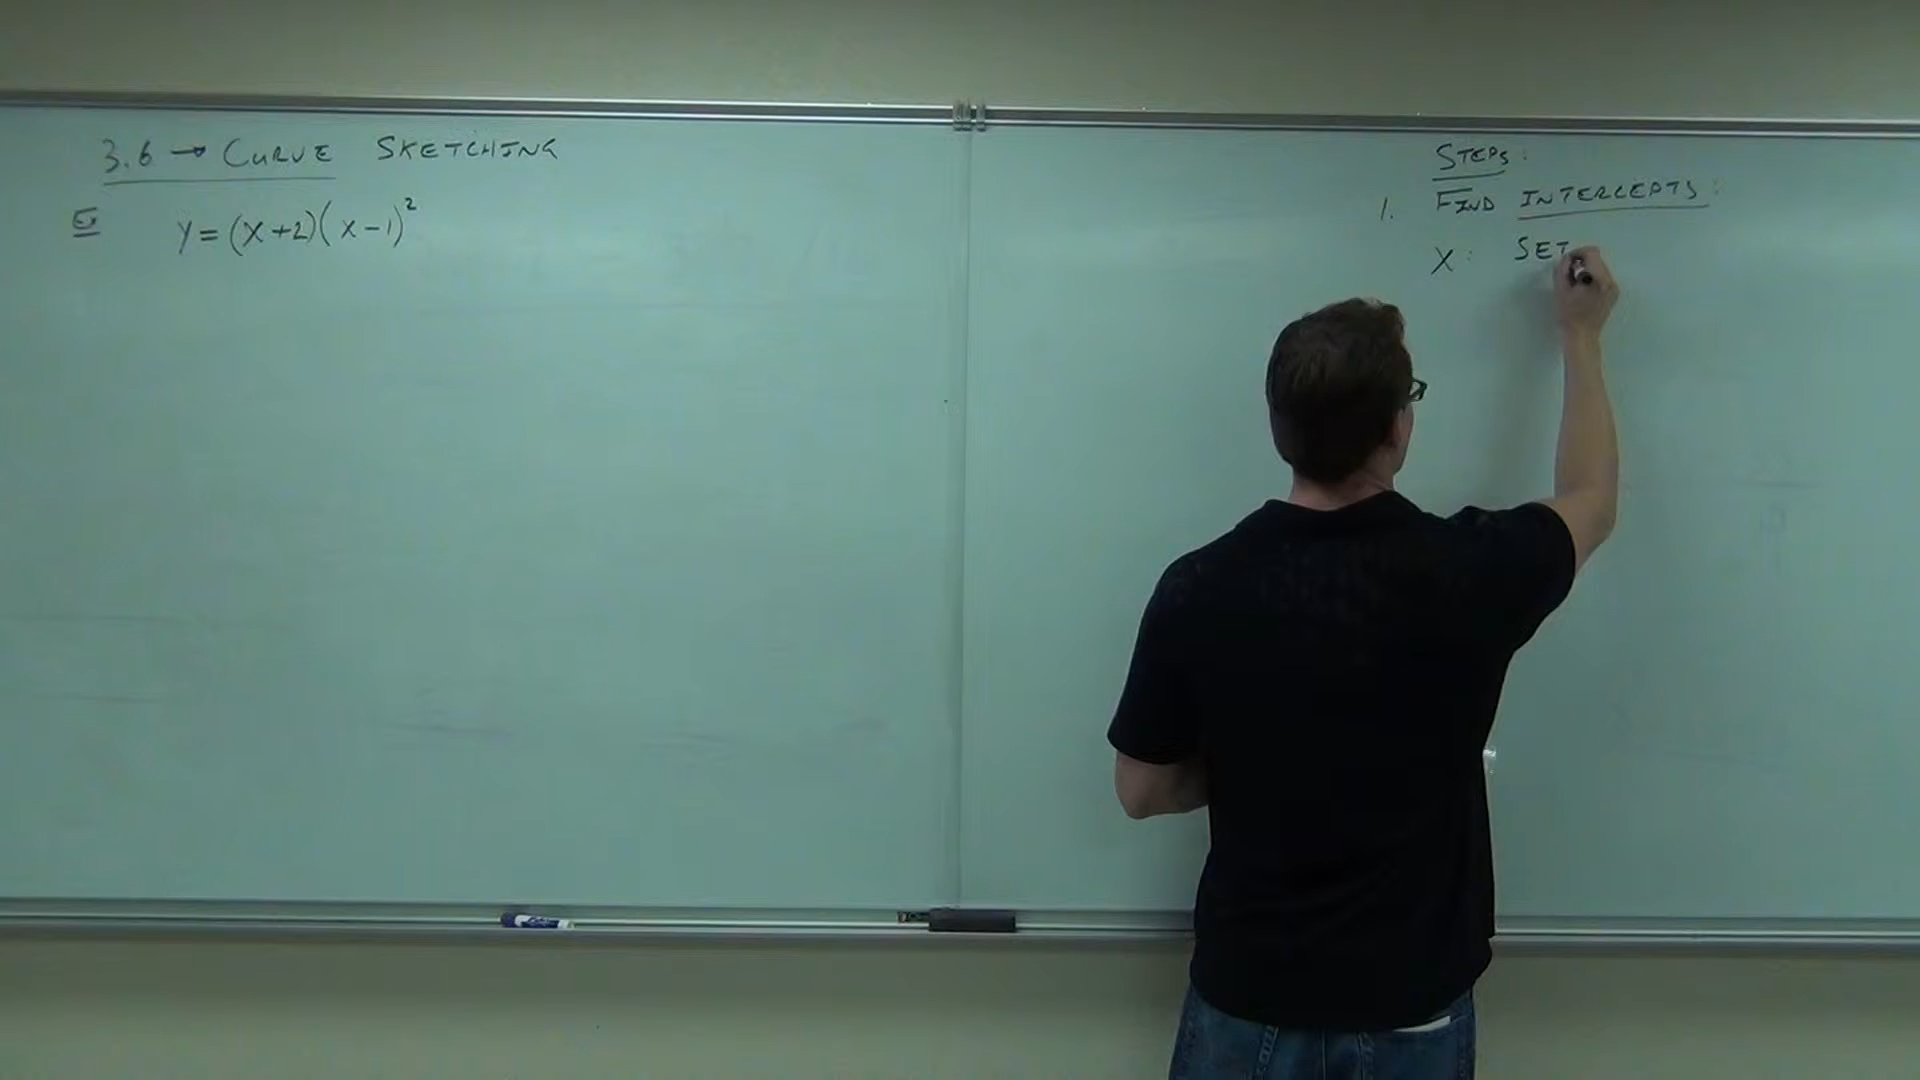 3.6 → CURVE SKETCHING
Ex y = (x+2)(x-1)²
STEPS:
1. FIND INTERCEPTS:
X: SET